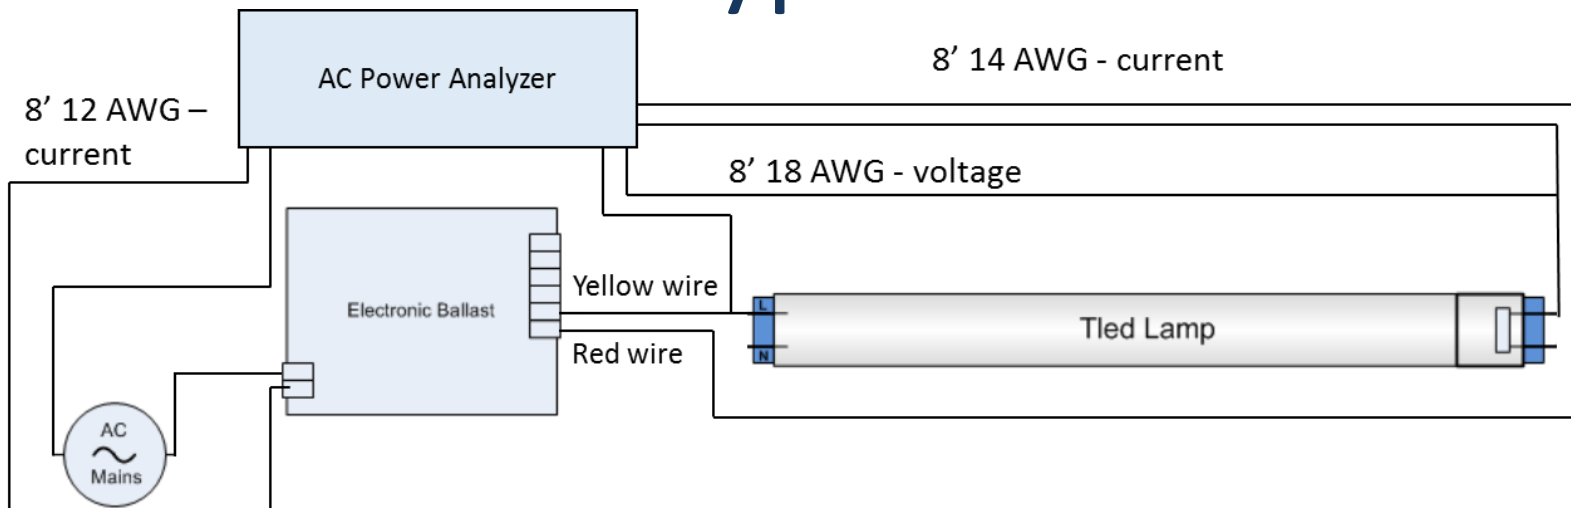 AC Power Analyzer
8' 14 AWG - current
8' 12 AWG –
current
8' 18 AWG - voltage
Yellow wire
Electronic Ballast
L
Tled Lamp
Red wire
N
AC
Mains